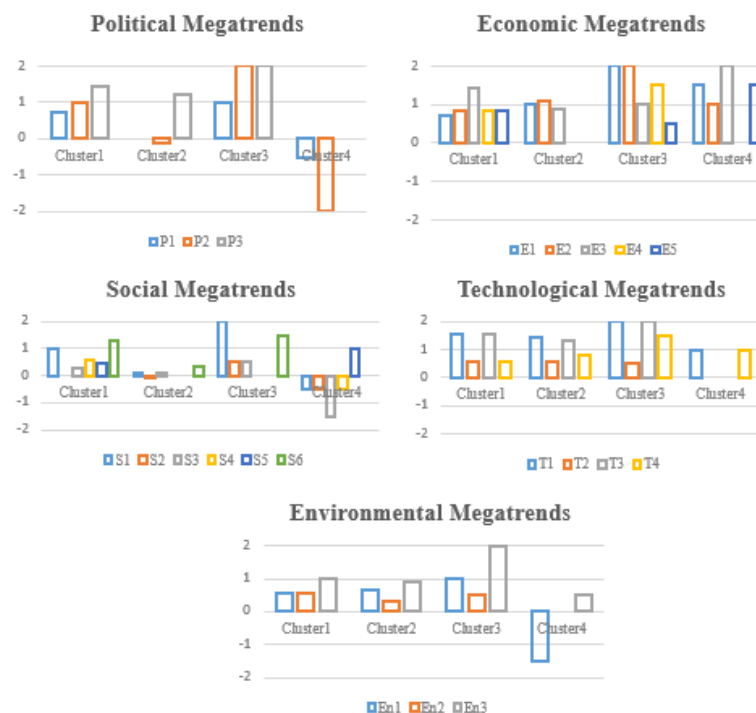 Political Megatrends
2
1
0
-1
-2
Cluster1 Cluster2 Cluster3 Cluster4
P1 P2 P3
Economic Megatrends
2
1
0
-1
-2
Cluster1 Cluster2 Cluster3 Cluster4
E1 E2 E3 E4 E5
Social Megatrends
2
1
0
-1
-2
Cluster1 Cluster2 Cluster3 Cluster4
S1 S2 S3 S4 S5 S6
Technological Megatrends
2
1
0
-1
-2
Cluster1 Cluster2 Cluster3 Cluster4
T1 T2 T3 T4
Environmental Megatrends
2
1
0
-1
-2
Cluster1 Cluster2 Cluster3 Cluster4
En1 En2 En3